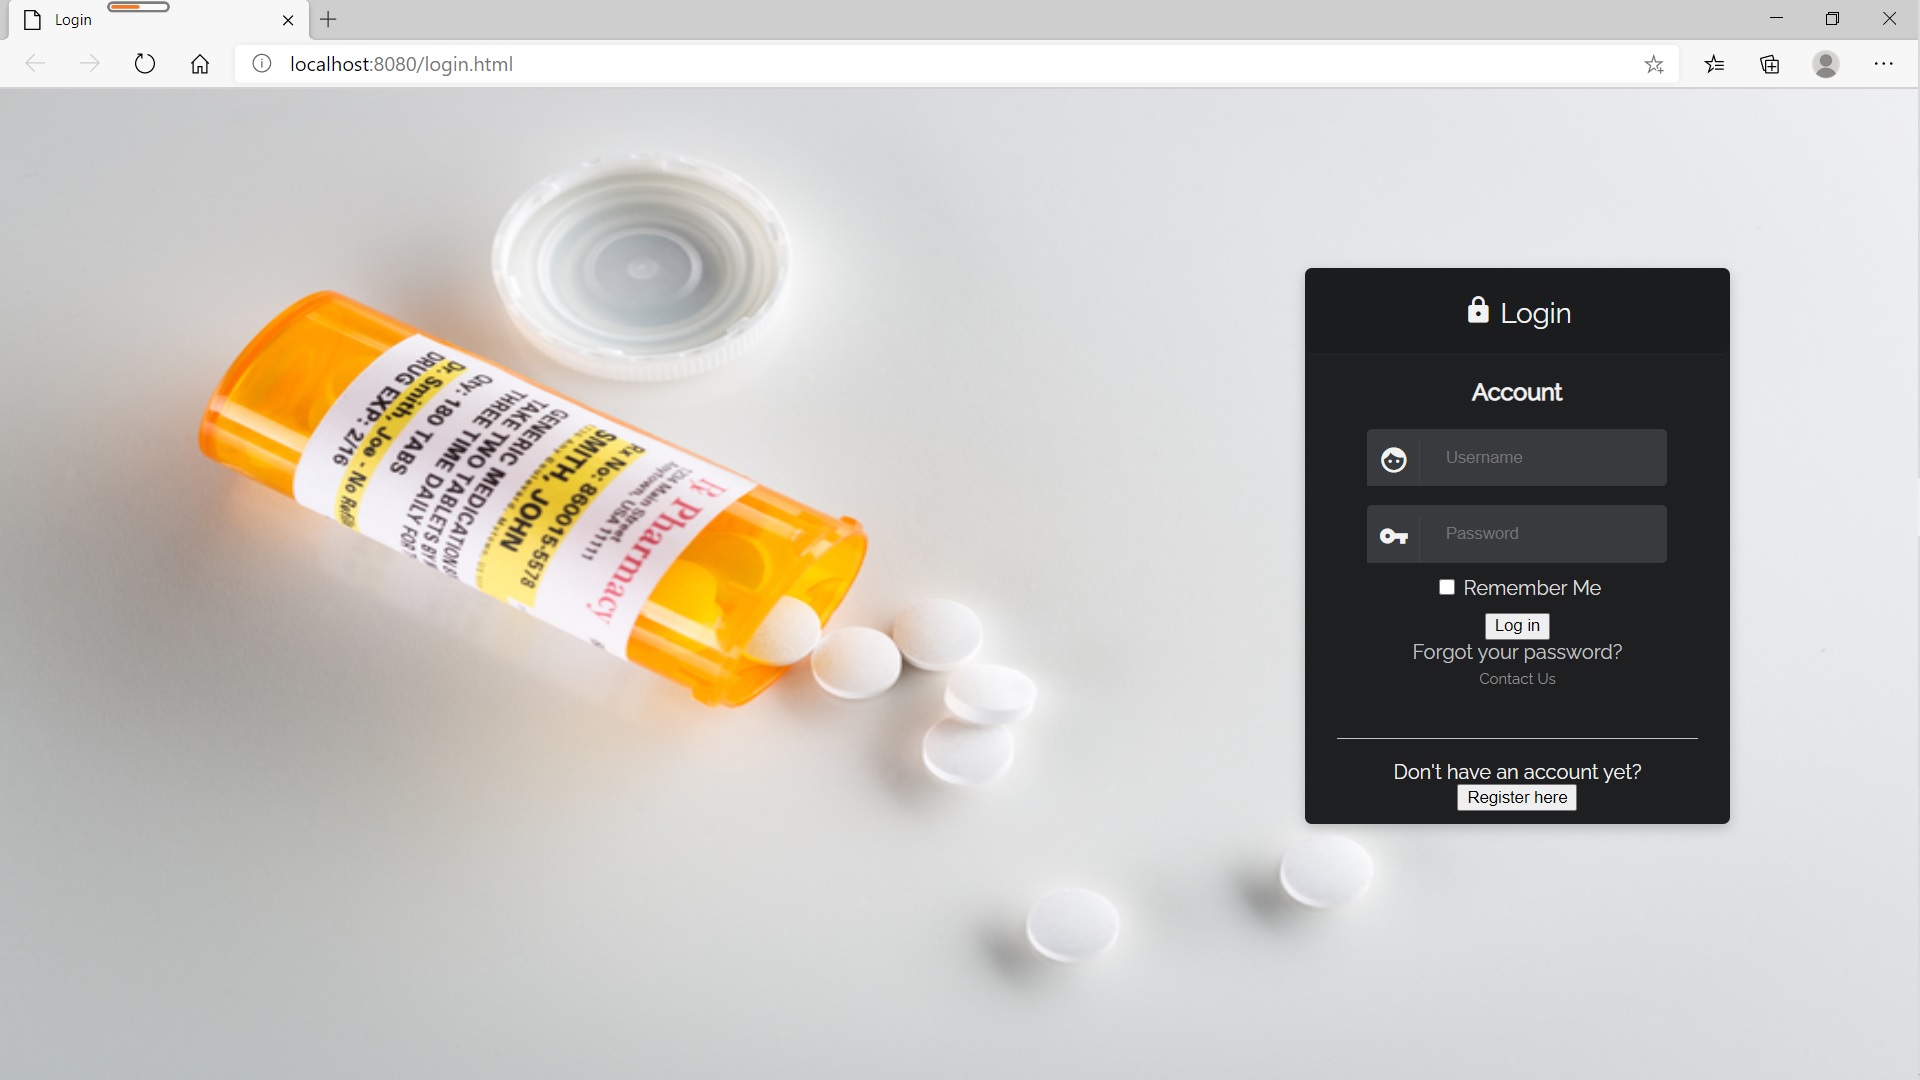 Login
localhost:8080/login.html
Login
Account
Username
Password
Remember Me
Log in
Forgot your password?
Contact Us
Don't have an account yet?
Register here
Rx Pharmacy
1234 Main Street
Anytown, USA 11111
Rx No: 860015-5578
SMITH, JOHN
GENERIC MEDICATION
TAKE TWO TABLETS BY
THREE TIME DAILY FOR
Qty: 180 TABS
Dr. Smith, Joe - No Refills
DRUG EXP: 2/16